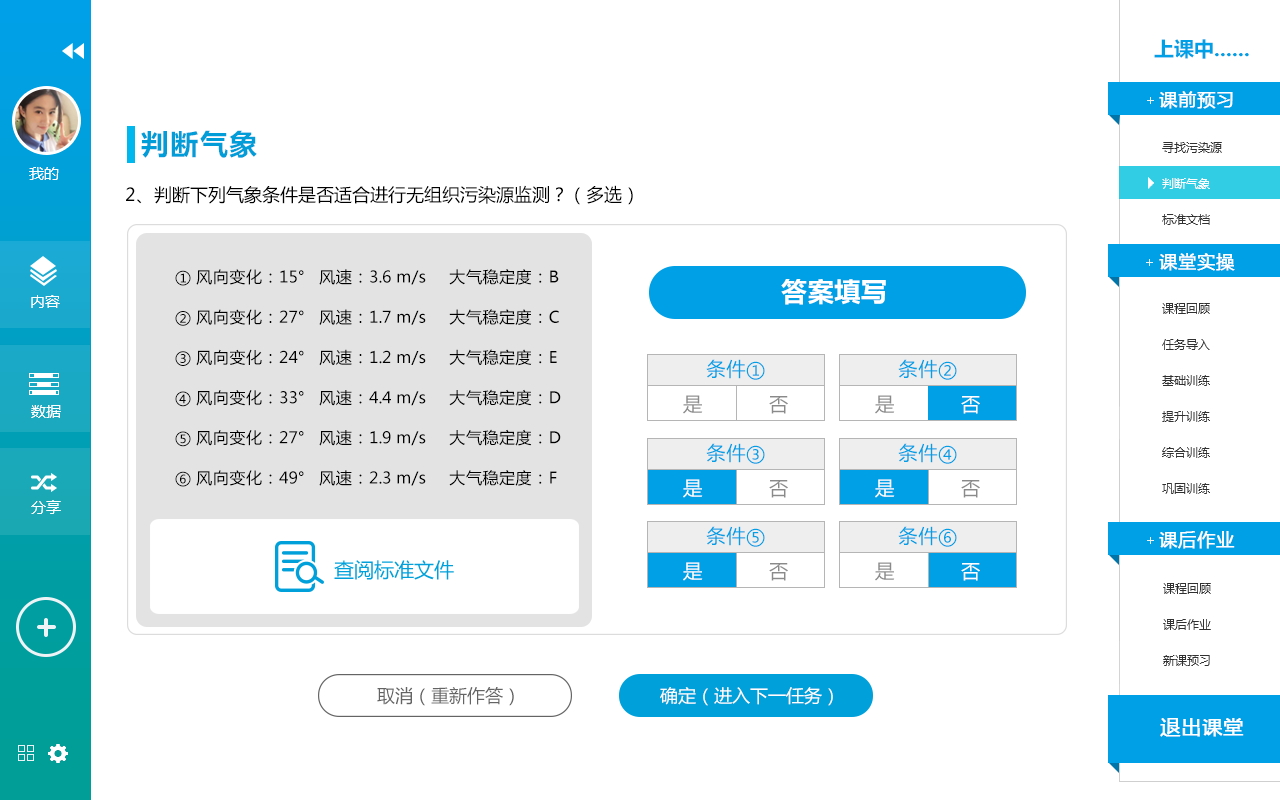 我的
内容
数据
分享
判断气象
2、判断下列气象条件是否适合进行无组织污染源监测？（多选）
① 风向变化：15° 风速：3.6 m/s 大气稳定度：B
② 风向变化：27° 风速：1.7 m/s 大气稳定度：C
③ 风向变化：24° 风速：1.2 m/s 大气稳定度：E
④ 风向变化：33° 风速：4.4 m/s 大气稳定度：D
⑤ 风向变化：27° 风速：1.9 m/s 大气稳定度：D
⑥ 风向变化：49° 风速：2.3 m/s 大气稳定度：F
查阅标准文件
答案填写
条件① 条件②
是 否 是 否
条件③ 条件④
是 否 是 否
条件⑤ 条件⑥
是 否 是 否
取消（重新作答） 确定（进入下一任务）
上课中......
+ 课前预习
寻找污染源
判断气象
标准文档
+ 课堂实操
课程回顾
任务导入
基础训练
提升训练
综合训练
巩固训练
+ 课后作业
课程回顾
课后作业
新课预习
退出课堂